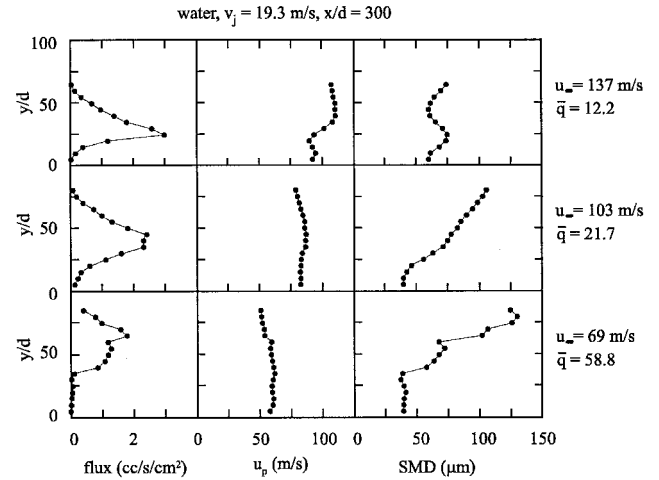 water, v_j = 19.3 m/s, x/d = 300
100
y/d
50
0
u_∞ = 137 m/s
q̄ = 12.2
y/d
50
0
u_∞ = 103 m/s
q̄ = 21.7
y/d
50
0
u_∞ = 69 m/s
q̄ = 58.8
0 2 0 50 100 0 50 100 150
flux (cc/s/cm²) u_p (m/s) SMD (μm)